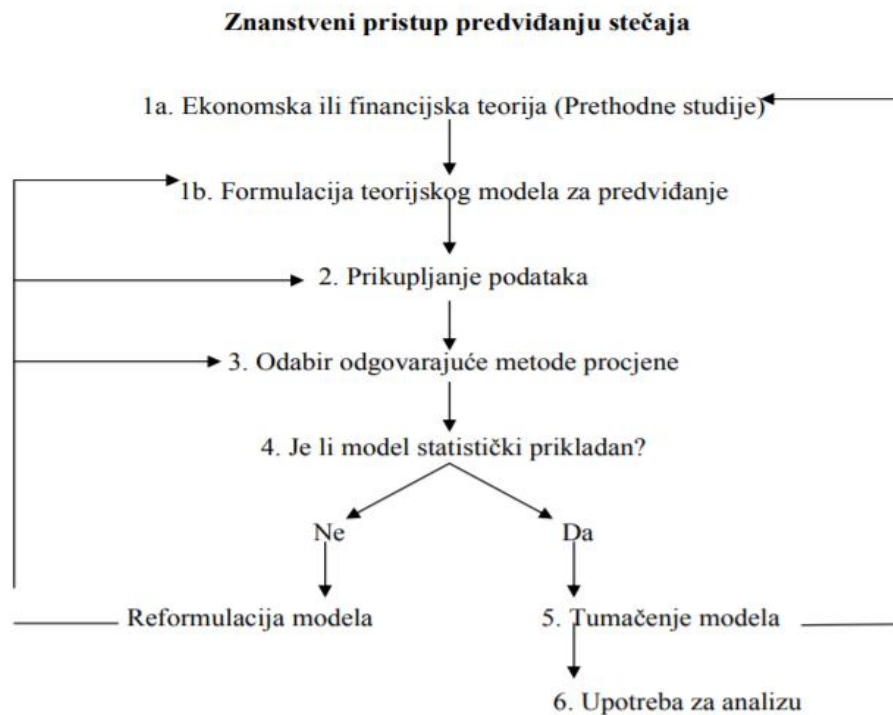 Znanstveni pristup predviđanju stečaja
1a. Ekonomska ili financijska teorija (Prethodne studije)
1b. Formulacija teorijskog modela za predviđanje
2. Prikupljanje podataka
3. Odabir odgovarajuće metode procjene
4. Je li model statistički prikladan?
Ne
Da
Reformulacija modela
5. Tumačenje modela
6. Upotreba za analizu